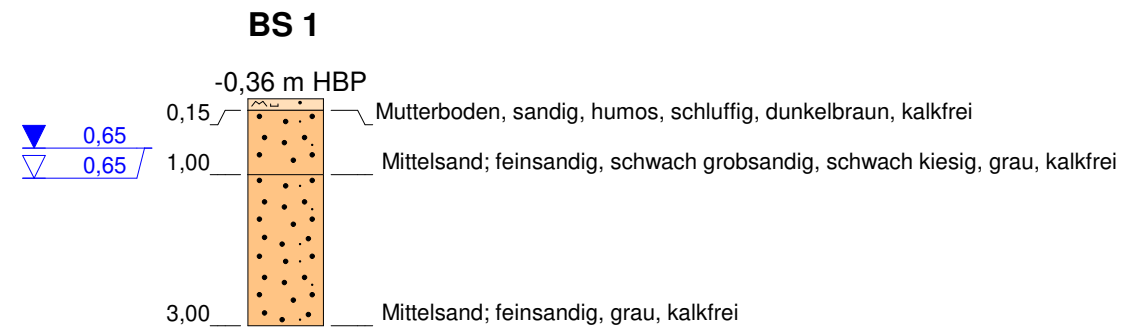 BS 1
-0,36 m HBP
0,15 Mutterboden, sandig, humos, schluffig, dunkelbraun, kalkfrei
0,65
1,00 Mittelsand; feinsandig, schwach grobsandig, schwach kiesig, grau, kalkfrei
0,65
3,00 Mittelsand; feinsandig, grau, kalkfrei